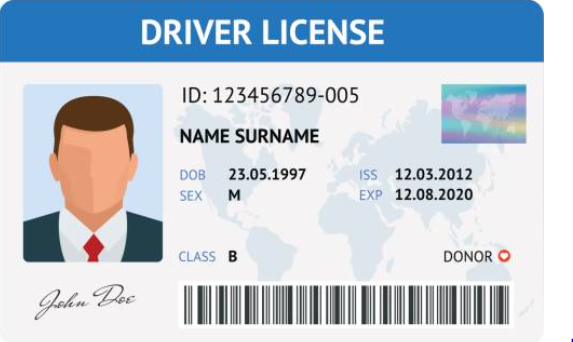 DRIVER LICENSE
ID: 123456789-005
NAME SURNAME
DOB 23.05.1997 ISS 12.03.2012
SEX M EXP 12.08.2020
CLASS B DONOR
John Doe